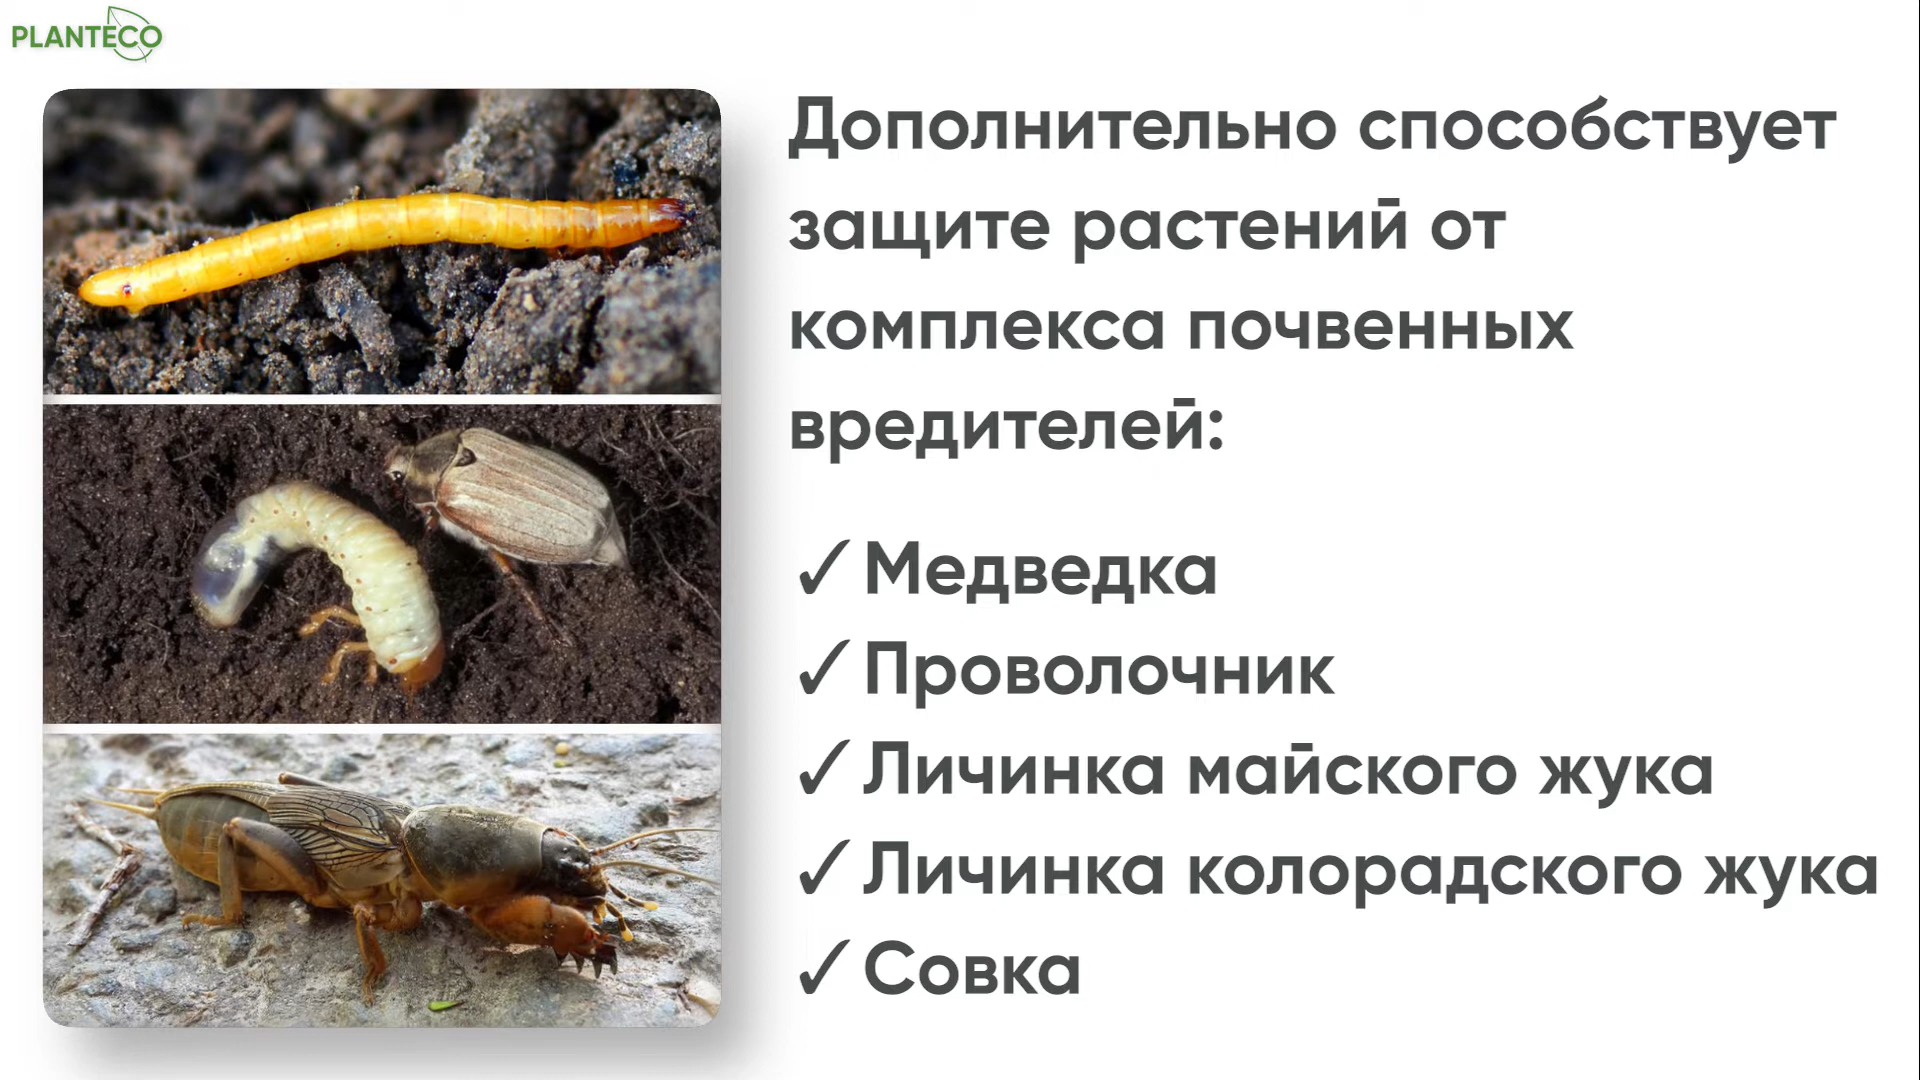 PLANTECO
Дополнительно способствует
защите растений от
комплекса почвенных
вредителей:
✓ Медведка
✓ Проволочник
✓ Личинка майского жука
✓ Личинка колорадского жука
✓ Совка